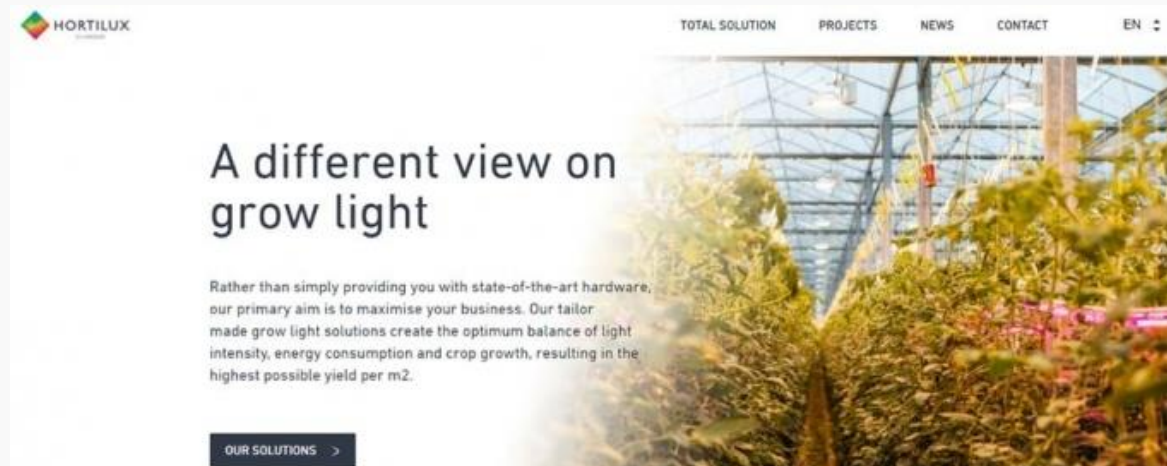 HORTILUX
TOTAL SOLUTION
PROJECTS
NEWS
CONTACT
EN
A different view on
grow light
Rather than simply providing you with state-of-the-art hardware,
our primary aim is to maximise your business. Our tailor
made grow light solutions create the optimum balance of light
intensity, energy consumption and crop growth, resulting in the
highest possible yield per m2.
OUR SOLUTIONS >